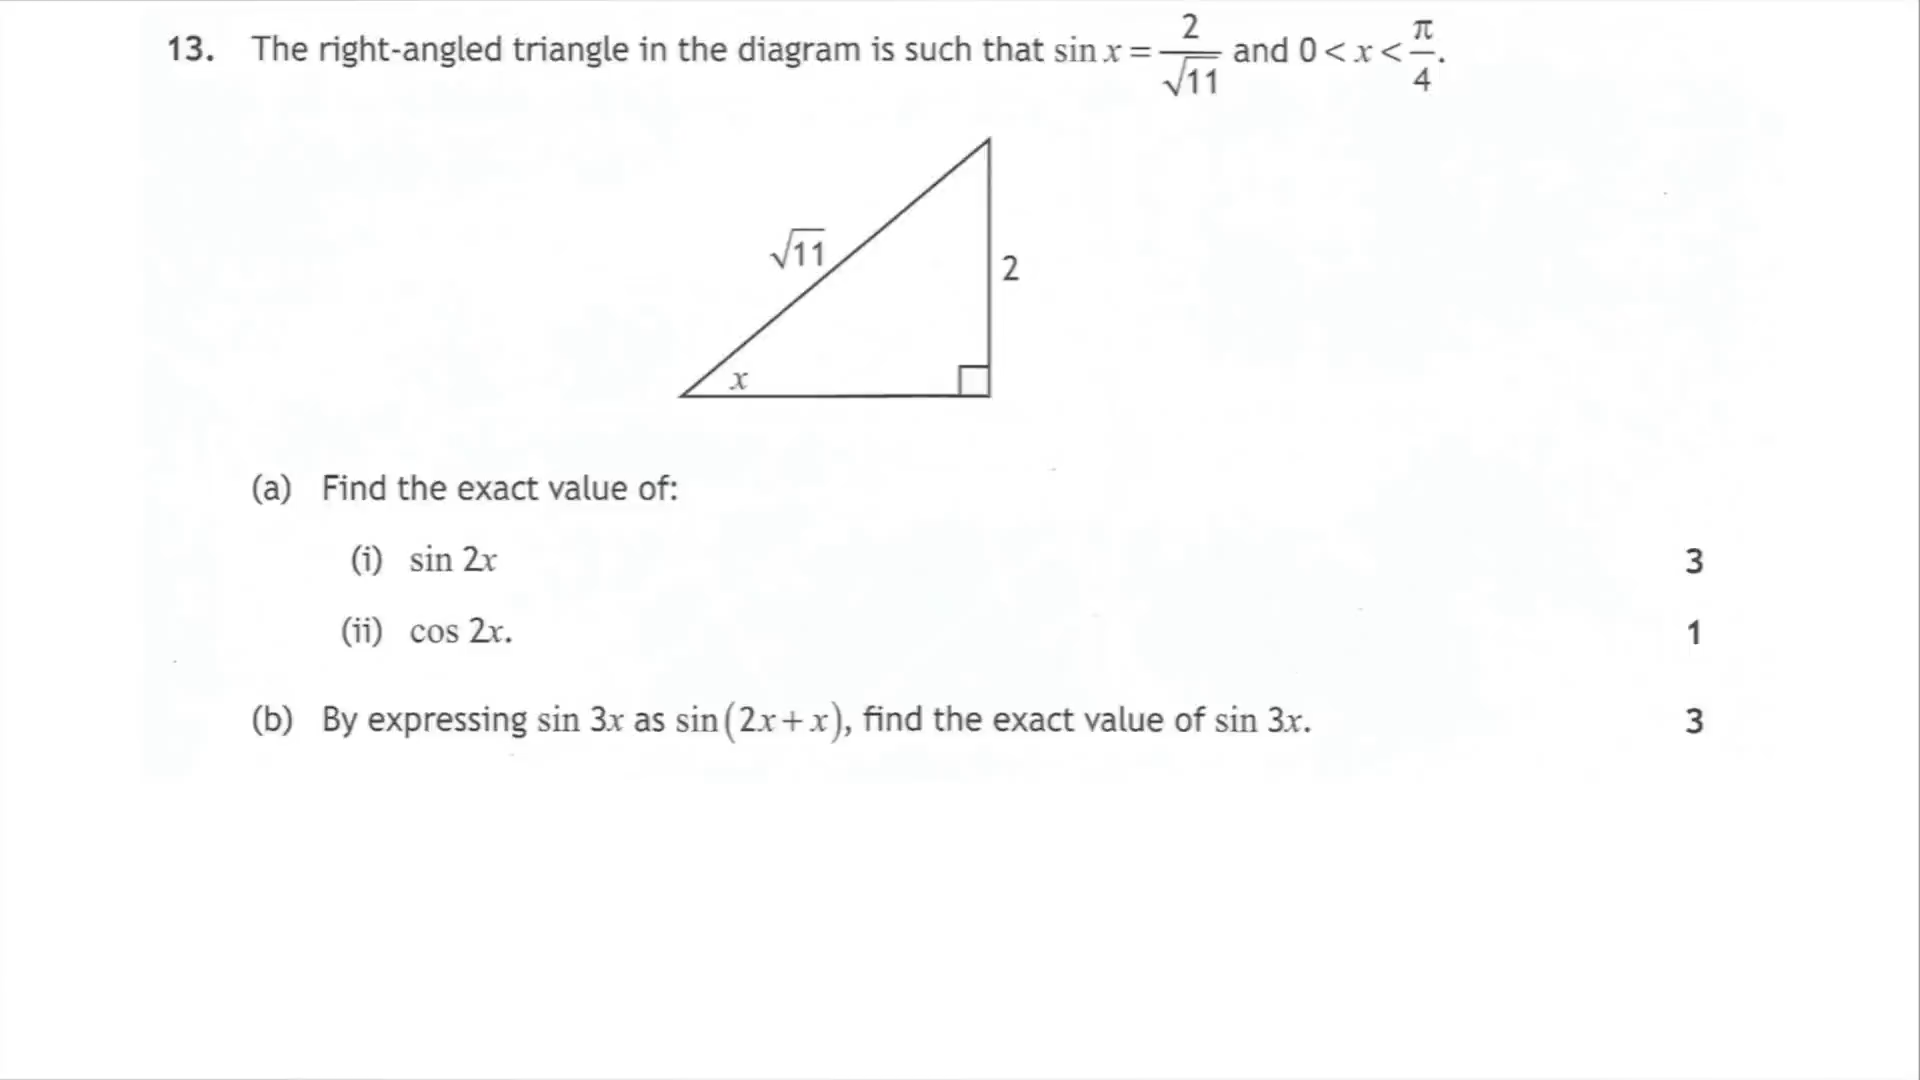 13. The right-angled triangle in the diagram is such that sin x = 2/√11 and 0 < x < π/4.
√11
2
x
(a) Find the exact value of:
(i) sin 2x 3
(ii) cos 2x. 1
(b) By expressing sin 3x as sin(2x+x), find the exact value of sin 3x. 3